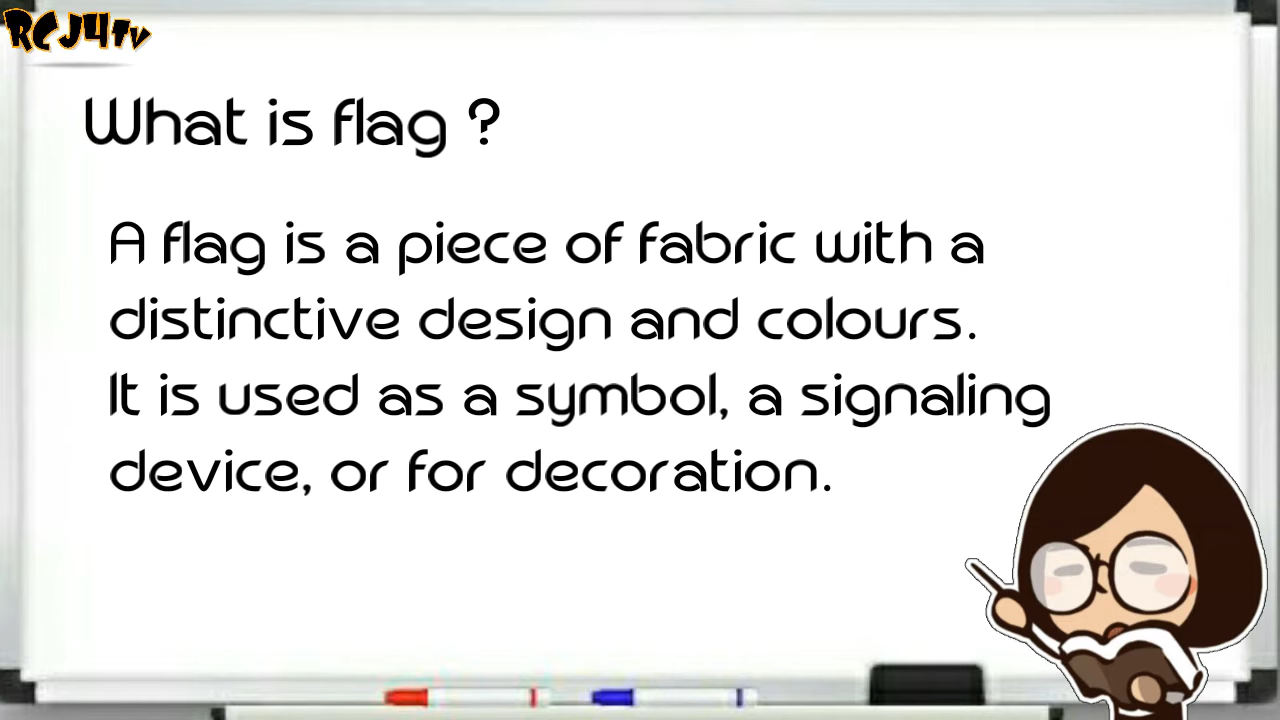 RCJ4TV
What is flag ?
A flag is a piece of fabric with a
distinctive design and colours.
It is used as a symbol, a signaling
device, or for decoration.